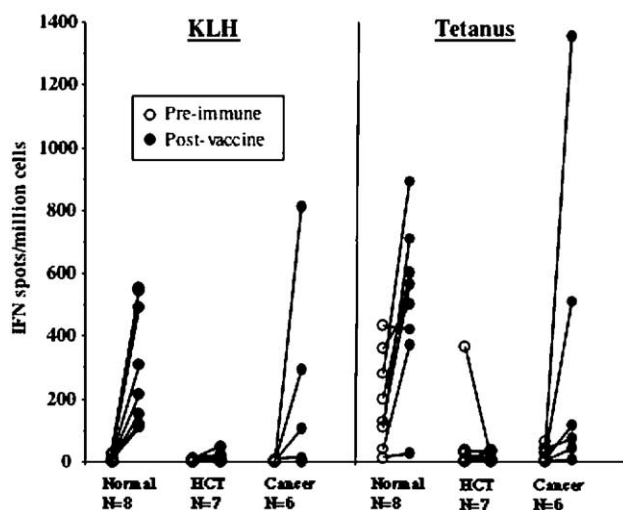 KLH Tetanus
1400
1200
1000
800
600
400
200
0
IFN spots/million cells
Pre-immune
Post-vaccine
Normal HCT Cancer Normal HCT Cancer
N=8 N=7 N=6 N=8 N=7 N=6